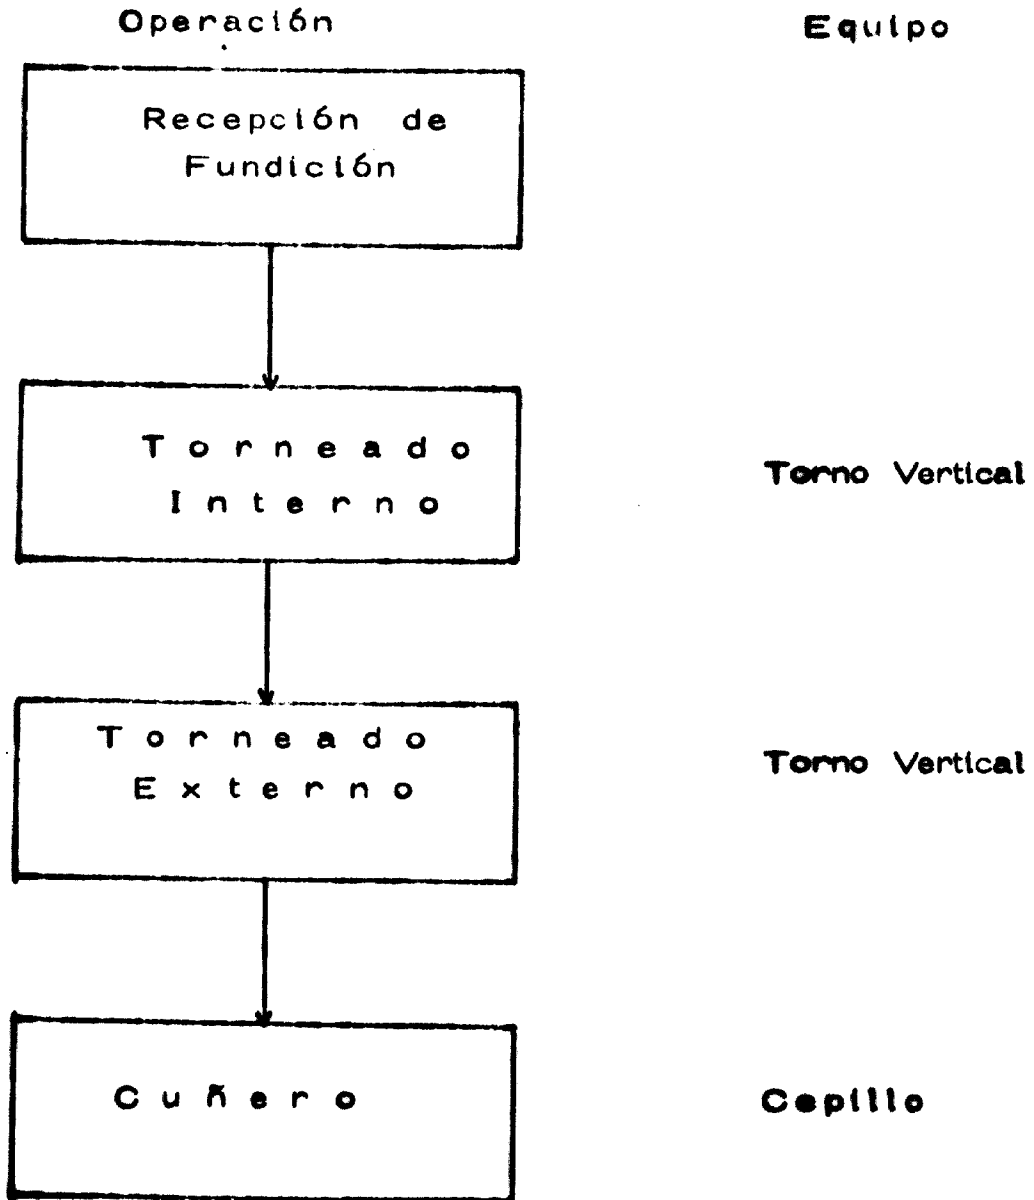 Operación Equipo
Recepción de
Fundición
Torneado
Interno
Torno Vertical
Torneado
Externo
Torno Vertical
Cuñero
Cepillo